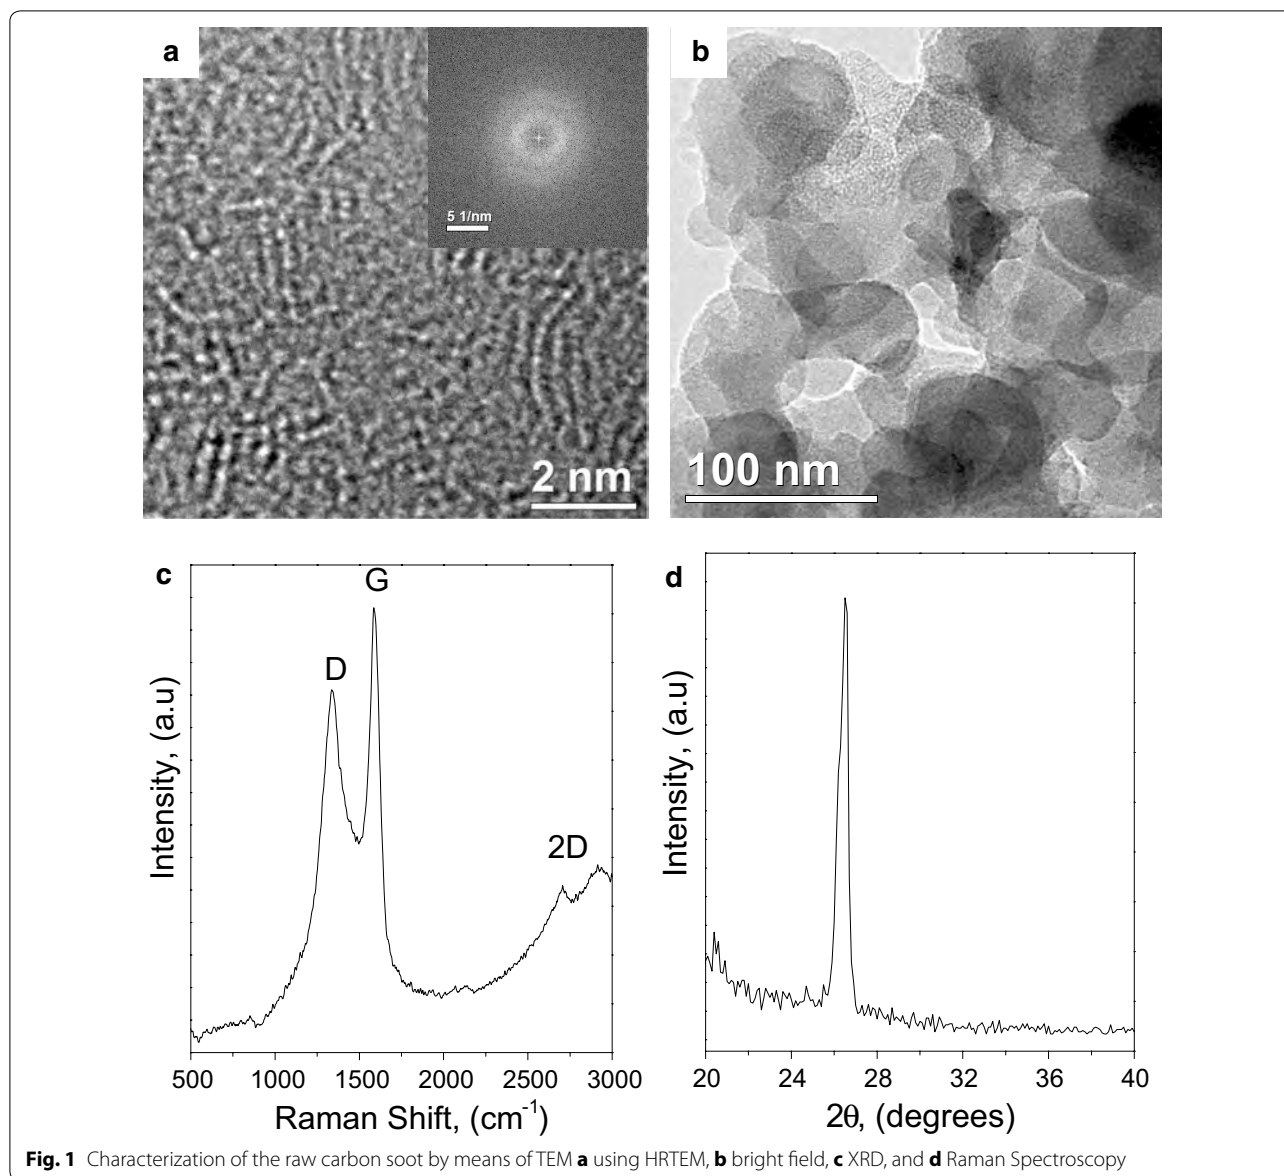 a
5 1/nm
2 nm
b
100 nm
c
D
G
2D
Intensity, (a.u)
500 1000 1500 2000 2500 3000
Raman Shift, (cm-1)
d
Intensity, (a.u)
20 24 28 32 36 40
2θ, (degrees)
Fig. 1 Characterization of the raw carbon soot by means of TEM a using HRTEM, b bright field, c XRD, and d Raman Spectroscopy